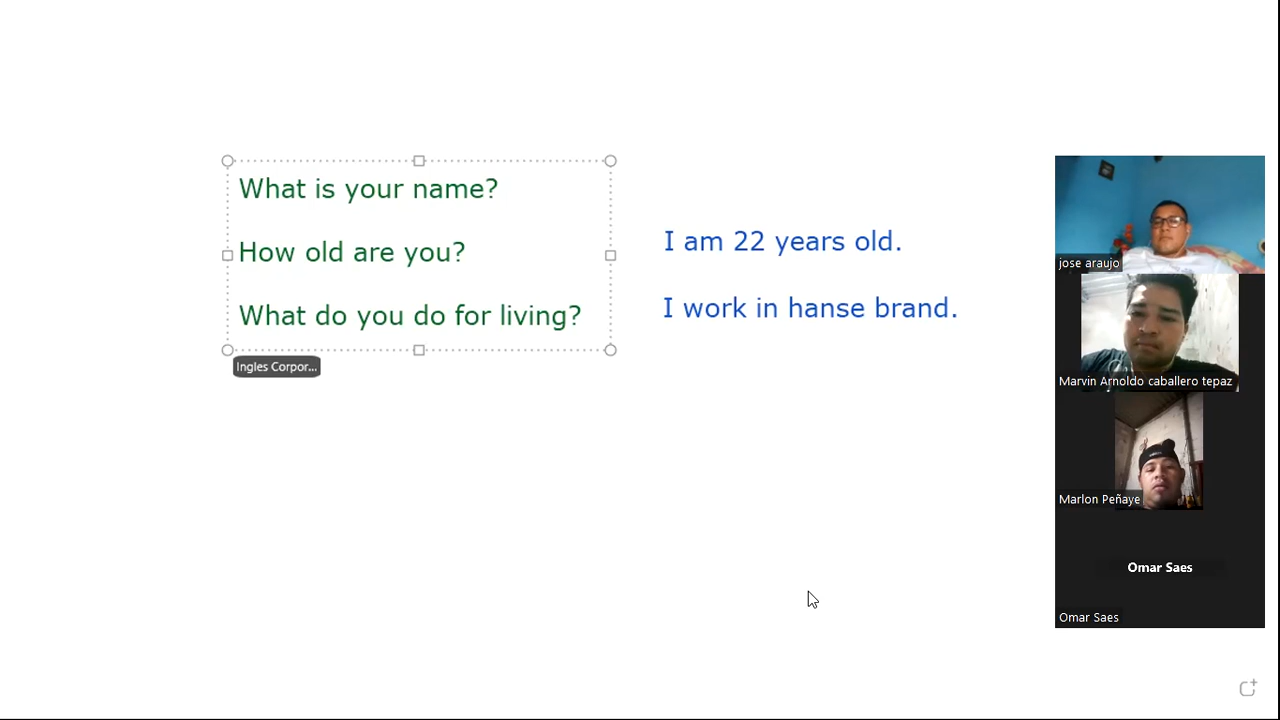 What is your name?
How old are you?
What do you do for living?
Ingles Corpor...
I am 22 years old.
I work in hanse brand.
jose araujo
Marvin Arnoldo caballero tepaz
Marlon Peñaye
Omar Saes
Omar Saes